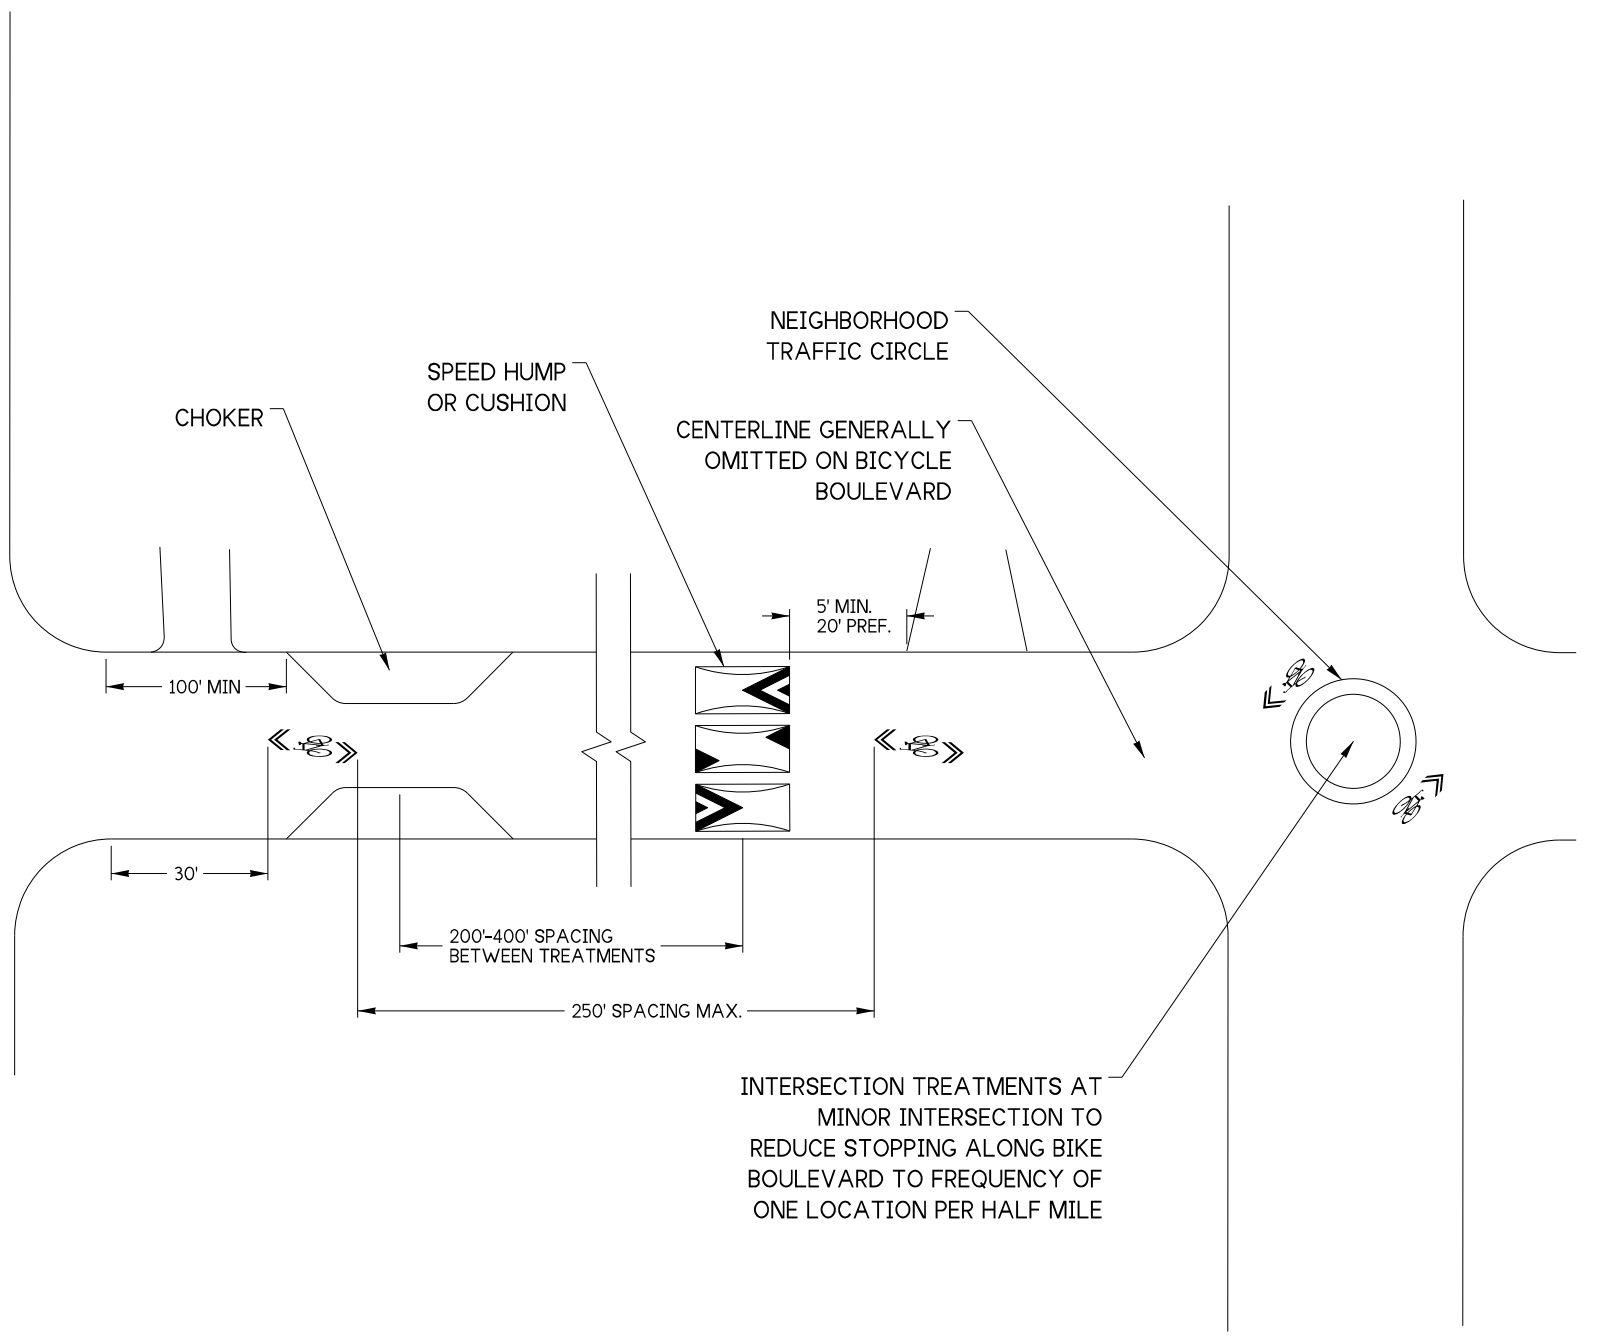 NEIGHBORHOOD
TRAFFIC CIRCLE
SPEED HUMP
OR CUSHION
CHOKER
CENTERLINE GENERALLY
OMITTED ON BICYCLE
BOULEVARD
5' MIN.
20' PREF.
100' MIN
30'
200'-400' SPACING
BETWEEN TREATMENTS
250' SPACING MAX.
INTERSECTION TREATMENTS AT
MINOR INTERSECTION TO
REDUCE STOPPING ALONG BIKE
BOULEVARD TO FREQUENCY OF
ONE LOCATION PER HALF MILE